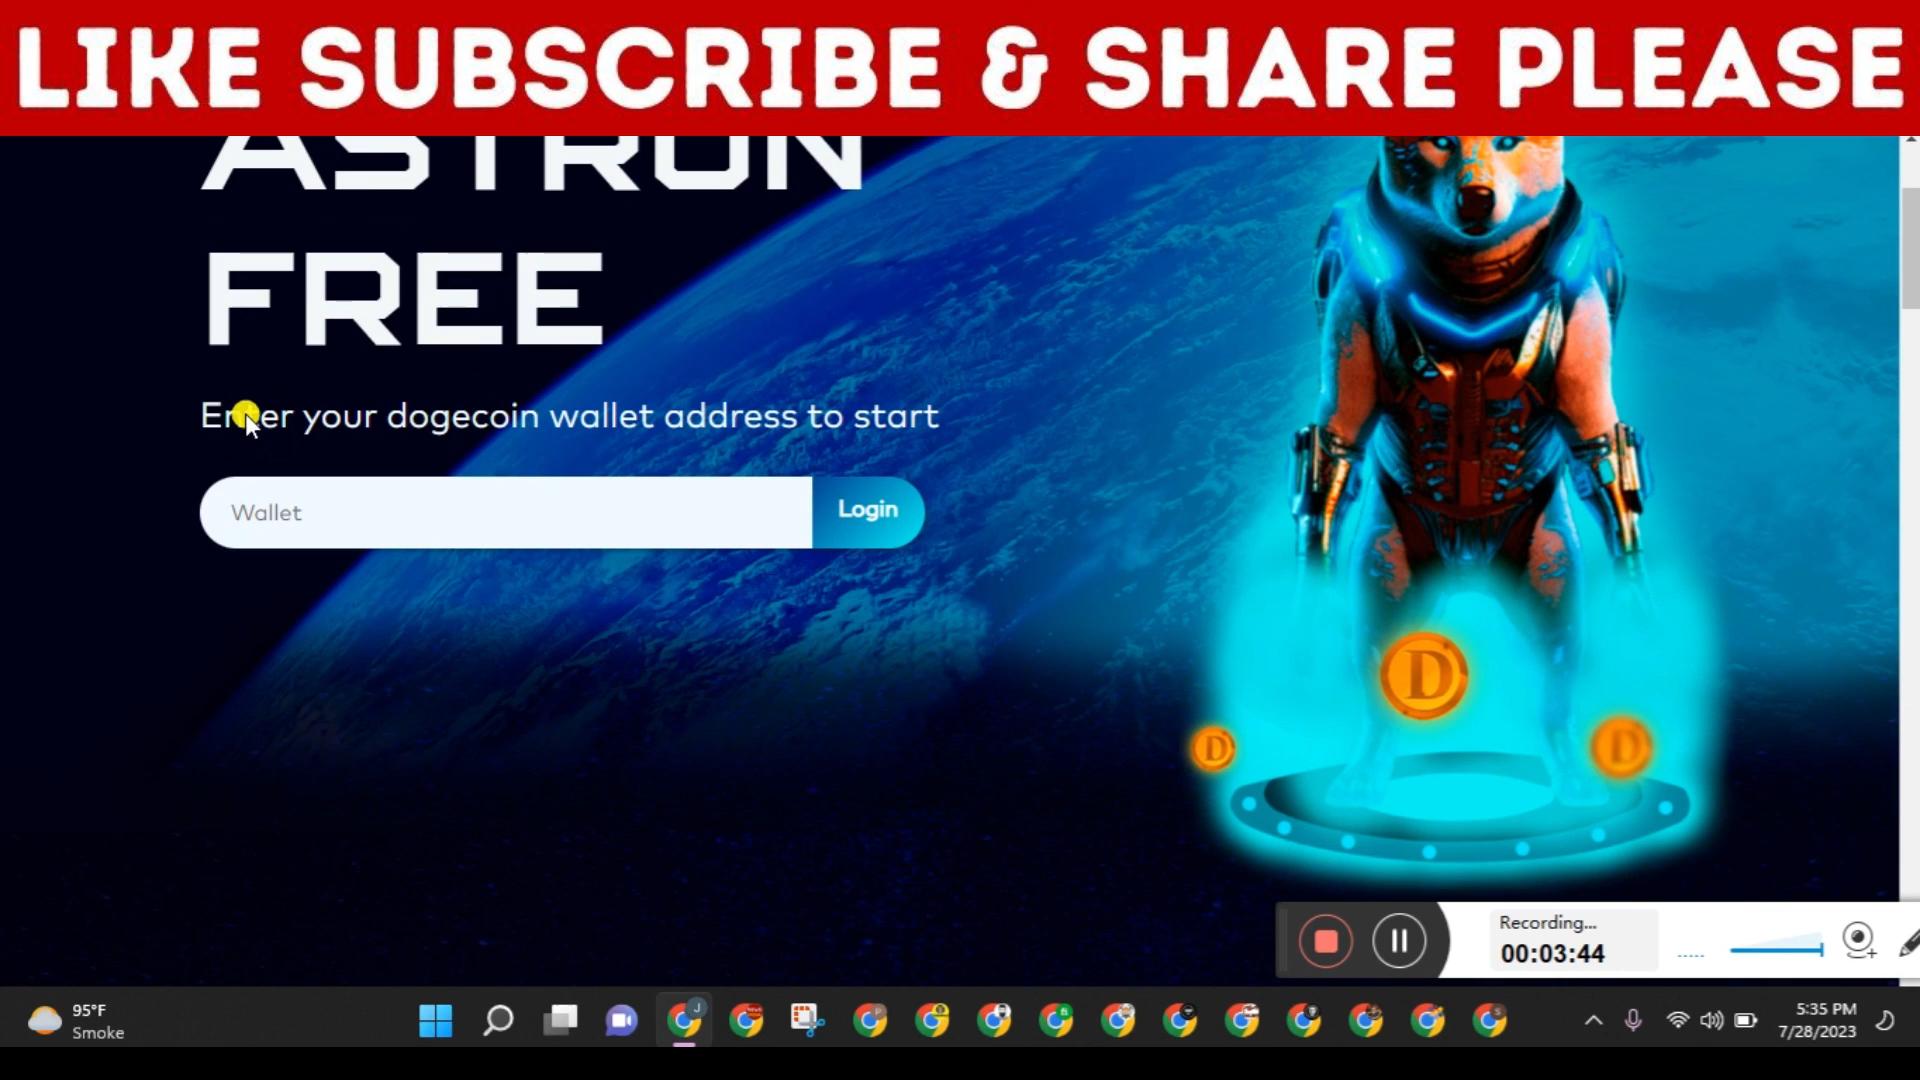 LIKE SUBSCRIBE & SHARE PLEASE
ASTRON
FREE
Enter your dogecoin wallet address to start
Wallet
Login
D
D
D
Recording...
00:03:44
95°F
Smoke
5:35 PM
7/28/2023